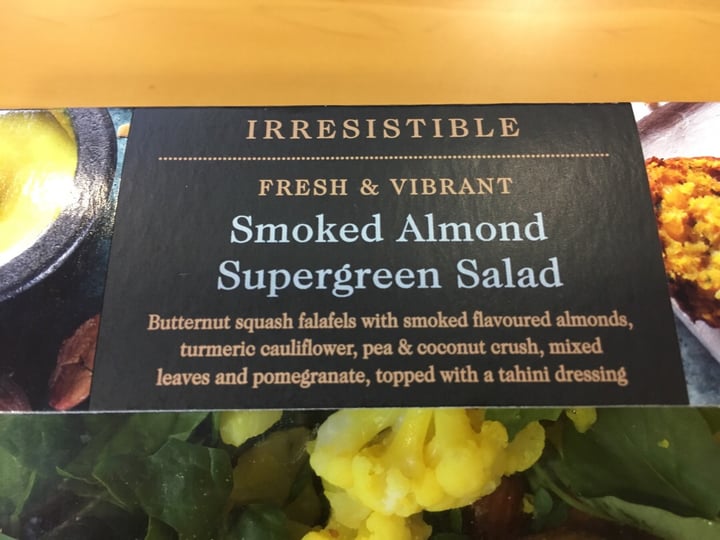 IRRESISTIBLE
FRESH & VIBRANT
Smoked Almond
Supergreen Salad
Butternut squash falafels with smoked flavoured almonds,
turmeric cauliflower, pea & coconut crush, mixed
leaves and pomegranate, topped with a tahini dressing